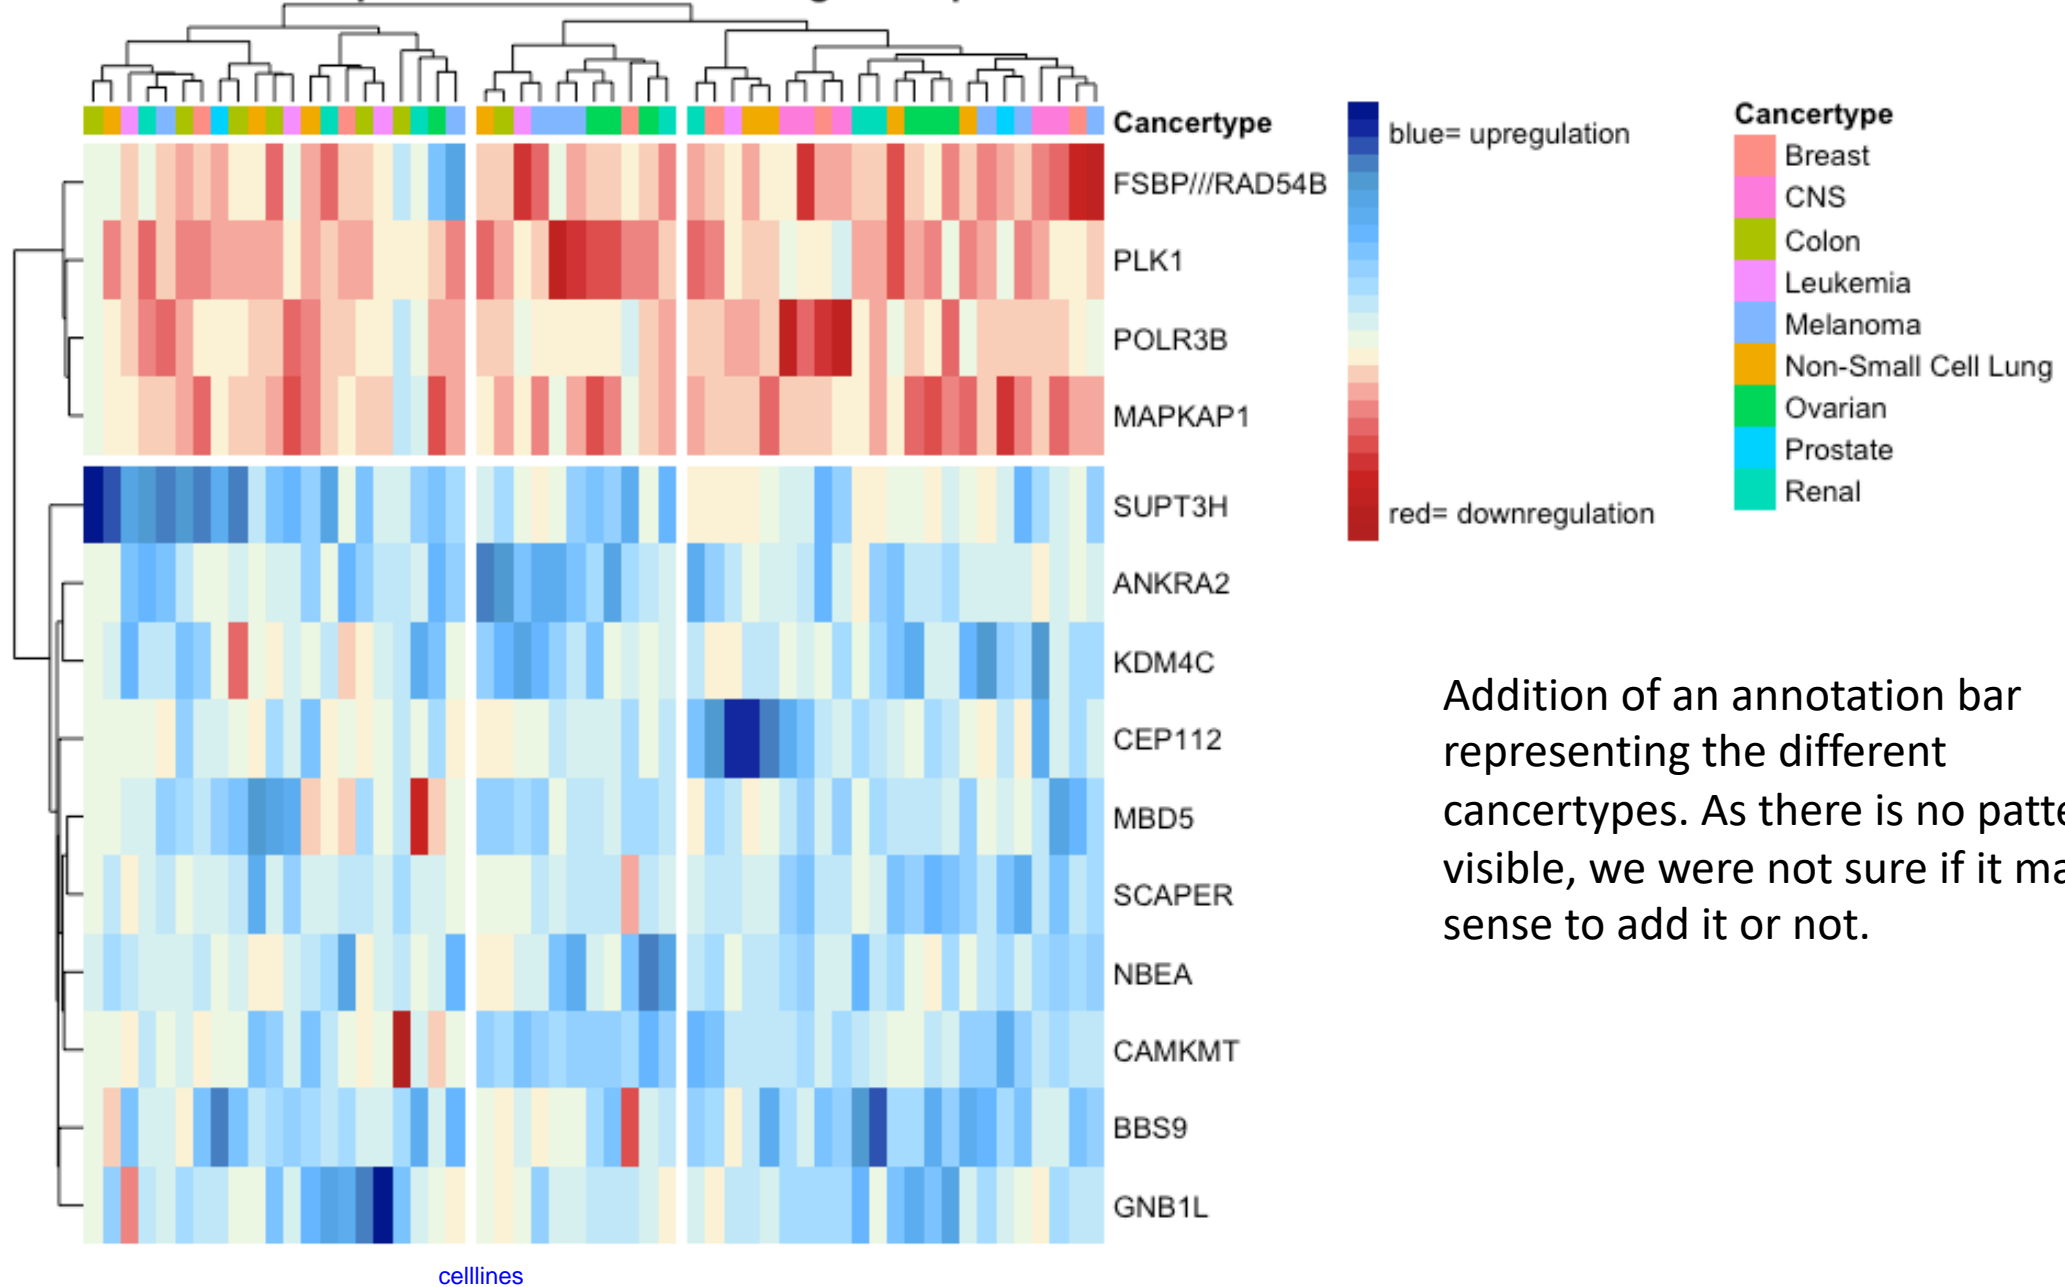 Cancertype
FSBP///RAD54B
PLK1
POLR3B
MAPKAP1
SUPT3H
ANKRA2
KDM4C
CEP112
MBD5
SCAPER
NBEA
CAMKMT
BBS9
GNB1L
celllines
blue= upregulation
red= downregulation
Cancertype
Breast
CNS
Colon
Leukemia
Melanoma
Non-Small Cell Lung
Ovarian
Prostate
Renal
Addition of an annotation bar
representing the different
cancertypes. As there is no patte
visible, we were not sure if it ma
sense to add it or not.